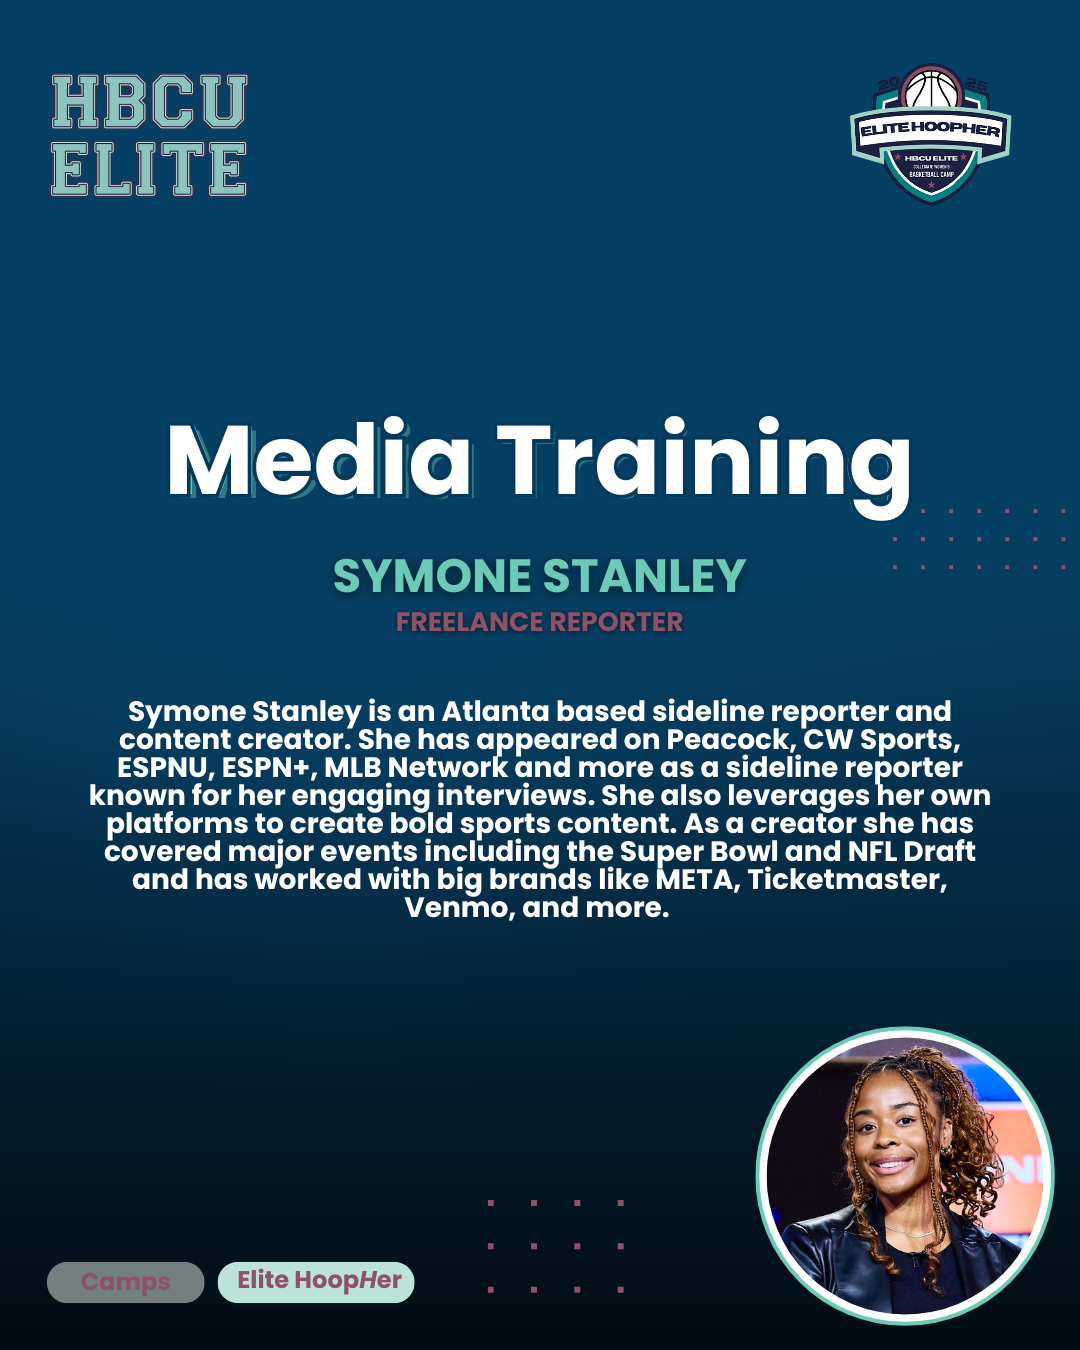 HBCU
ELITE
20 25
ELITE HOOPHER
HBCU ELITE
COLLEGIATE WOMEN'S
BASKETBALL CAMP
Media Training
SYMONE STANLEY
FREELANCE REPORTER
Symone Stanley is an Atlanta based sideline reporter and
content creator. She has appeared on Peacock, CW Sports,
ESPNU, ESPN+, MLB Network and more as a sideline reporter
known for her engaging interviews. She also leverages her own
platforms to create bold sports content. As a creator she has
covered major events including the Super Bowl and NFL Draft
and has worked with big brands like META, Ticketmaster,
Venmo, and more.
Camps
Elite HoopHer